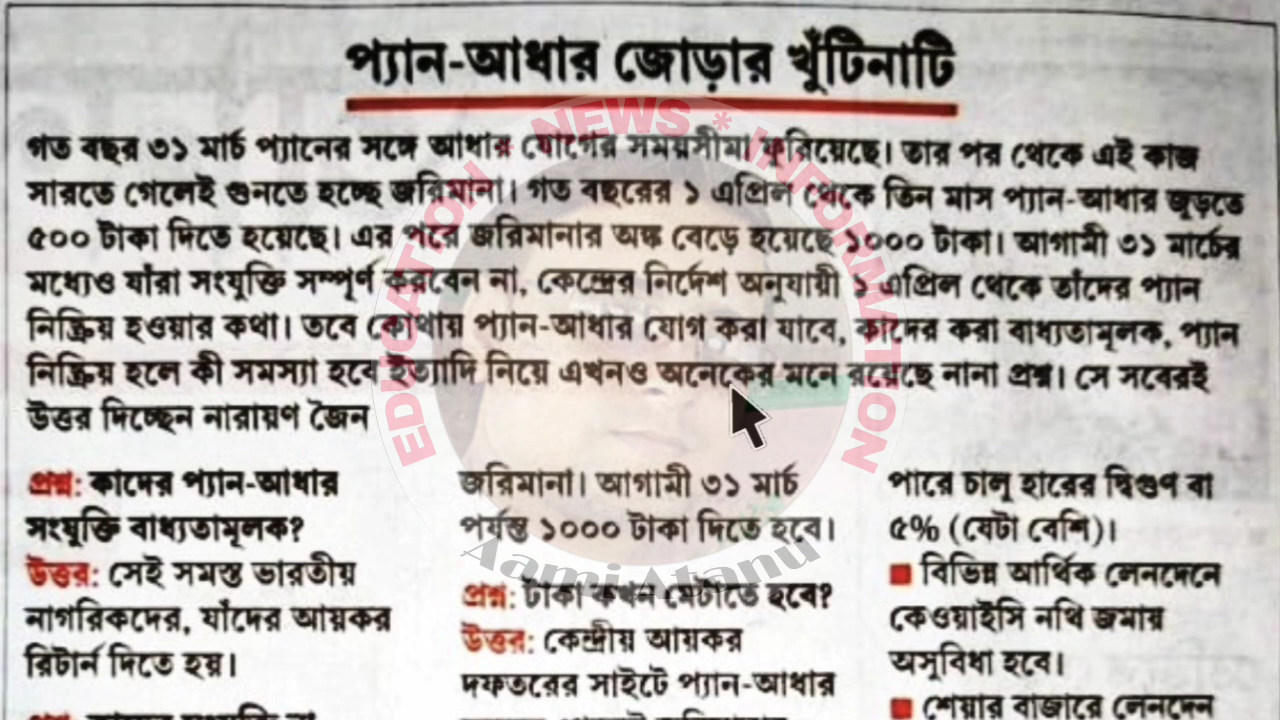 প্যান-আধার জোড়ার খুঁটিনাটি
গত বছর ৩১ মার্চ প্যানের সঙ্গে আধার যোগের সময়সীমা ফুরিয়েছে। তার পর থেকে এই কাজ
সারতে গেলেই গুনতে হচ্ছে জরিমানা। গত বছরের ১ এপ্রিল থেকে তিন মাস প্যান-আধার জুড়তে
৫০০ টাকা দিতে হয়েছে। এর পরে জরিমানার অঙ্ক বেড়ে হয়েছে ১০০০ টাকা। আগামী ৩১ মার্চের
মধ্যেও যাঁরা সংযুক্তি সম্পূর্ণ করবেন না, কেন্দ্রের নির্দেশ অনুযায়ী ১ এপ্রিল থেকে তাঁদের প্যান
নিষ্ক্রিয় হওয়ার কথা। তবে কোথায় প্যান-আধার যোগ করা যাবে, কাদের করা বাধ্যতামূলক, প্যান
নিষ্ক্রিয় হলে কী সমস্যা হবে ইত্যাদি নিয়ে এখনও অনেকের মনে রয়েছে নানা প্রশ্ন। সে সবেরই
উত্তর দিচ্ছেন নারায়ণ জৈন
প্রশ্ন: কাদের প্যান-আধার
সংযুক্তি বাধ্যতামূলক?
উত্তর: সেই সমস্ত ভারতীয়
নাগরিকদের, যাঁদের আয়কর
রিটার্ন দিতে হয়।
জরিমানা। আগামী ৩১ মার্চ
পর্যন্ত ১০০০ টাকা দিতে হবে।
প্রশ্ন: টাকা কখন মেটাতে হবে?
উত্তর: কেন্দ্রীয় আয়কর
দফতরের সাইটে প্যান-আধার
পারে চালু হারের দ্বিগুণ বা
৫% (যেটা বেশি)।
■ বিভিন্ন আর্থিক লেনদেনে
কেওয়াইসি নথি জমায়
অসুবিধা হবে।
■ শেয়ার বাজারে লেনদেন
EDUCATION * NEWS * INFORMATION
Aami Atanu